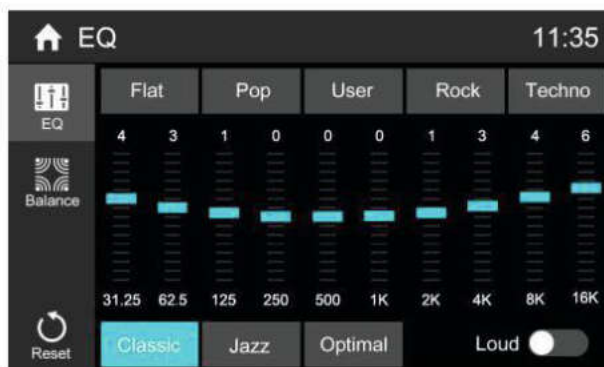 EQ 11:35
EQ
Balance
Reset
Flat Pop User Rock Techno
4 3 1 0 0 0 1 3 4 6
31.25 62.5 125 250 500 1K 2K 4K 8K 16K
Classic Jazz Optimal Loud